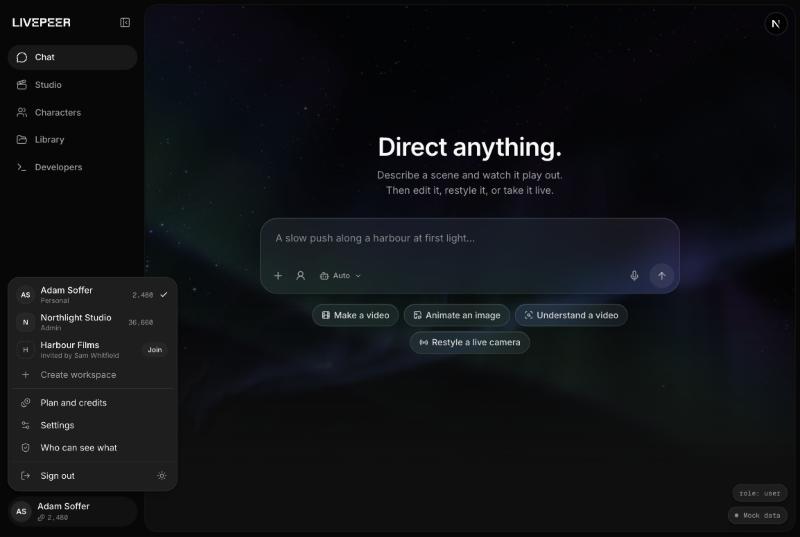 LIVEPEER
Chat
Studio
Characters
Library
Developers
N
Direct anything.
Describe a scene and watch it play out.
Then edit it, restyle it, or take it live.
A slow push along a harbour at first light...
Auto
Make a video
Animate an image
Understand a video
Restyle a live camera
AS
Adam Soffer
2,480
Personal
N
Northlight Studio
36,660
Admin
H
Harbour Films
Join
Invited by Sam Whitfield
Create workspace
Plan and credits
Settings
Who can see what
Sign out
AS
Adam Soffer
2,480
role: user
Mock data